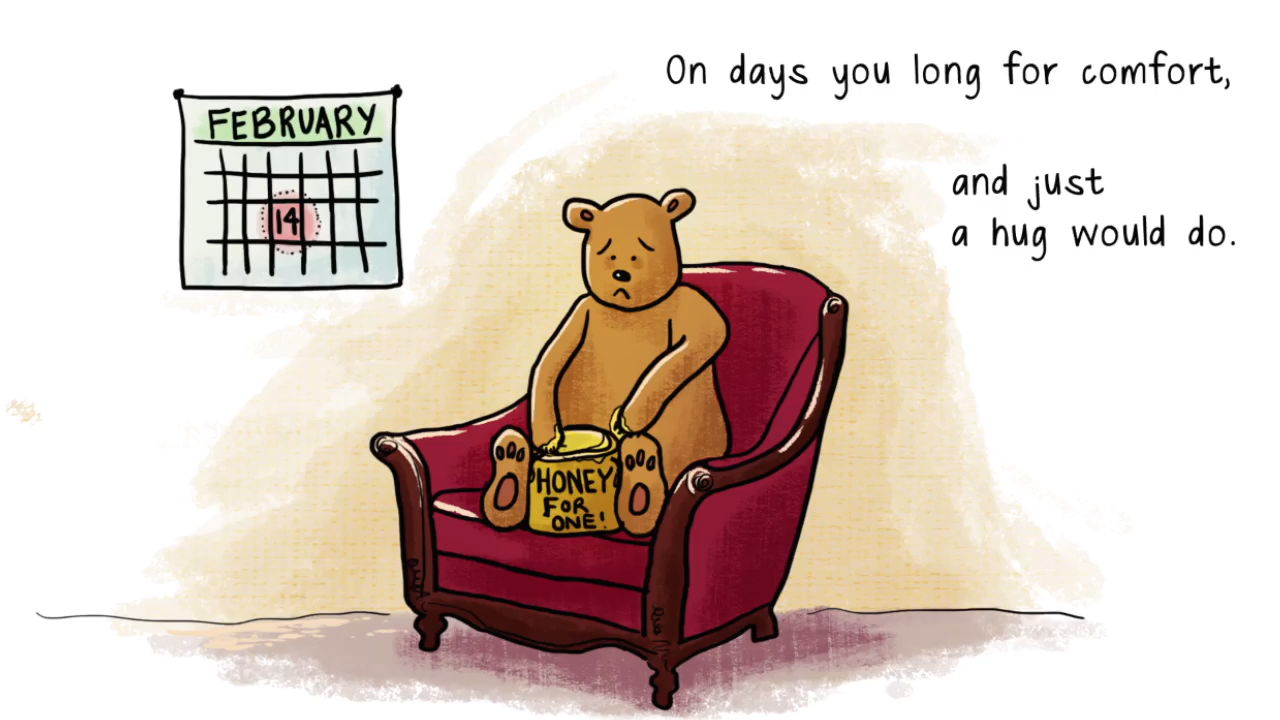 On days you long for comfort,
and just
a hug would do.
FEBRUARY
14
HONEY
FOR
ONE!